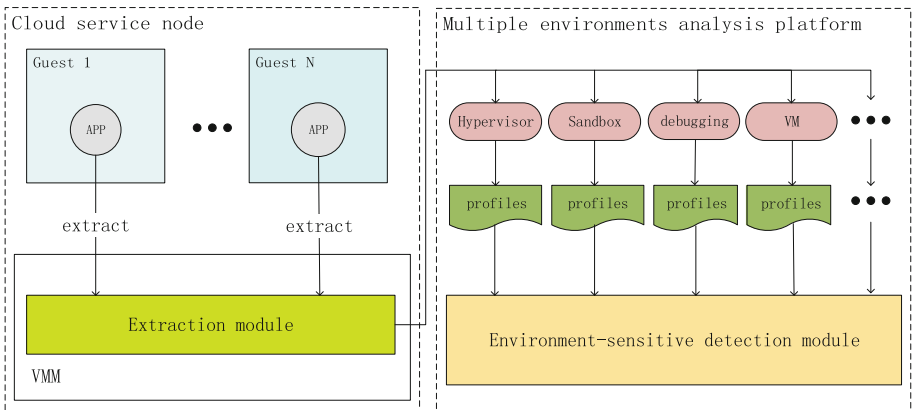 Cloud service node
Guest 1
APP
Guest N
APP
extract
extract
Extraction module
VMM
Multiple environments analysis platform
Hypervisor
Sandbox
debugging
VM
profiles
profiles
profiles
profiles
Environment-sensitive detection module